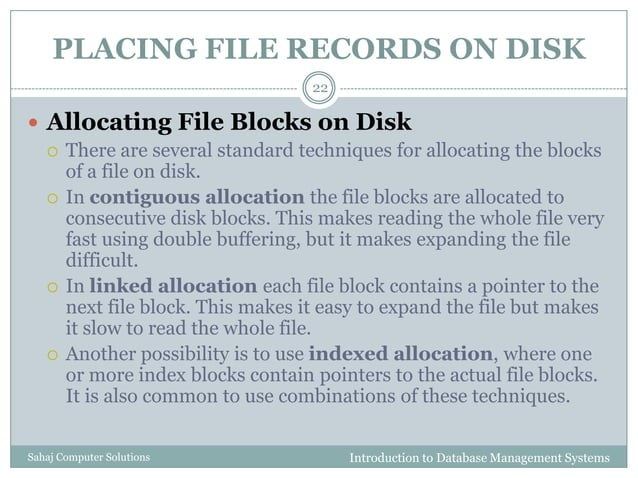 PLACING FILE RECORDS ON DISK
22
Allocating File Blocks on Disk
There are several standard techniques for allocating the blocks
of a file on disk.
In contiguous allocation the file blocks are allocated to
consecutive disk blocks. This makes reading the whole file very
fast using double buffering, but it makes expanding the file
difficult.
In linked allocation each file block contains a pointer to the
next file block. This makes it easy to expand the file but makes
it slow to read the whole file.
Another possibility is to use indexed allocation, where one
or more index blocks contain pointers to the actual file blocks.
It is also common to use combinations of these techniques.
Sahaj Computer Solutions
Introduction to Database Management Systems